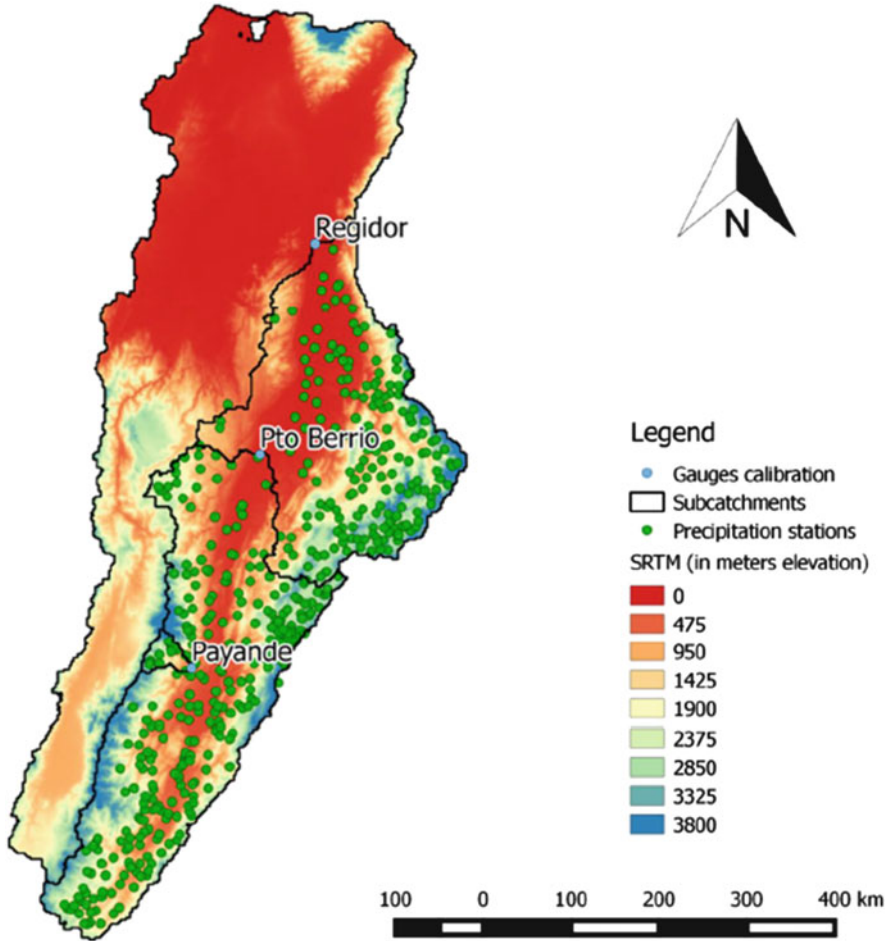 N
Regidor
Pto Berrio
Payande
Legend
Gauges calibration
Subcatchments
Precipitation stations
SRTM (in meters elevation)
0
475
950
1425
1900
2375
2850
3325
3800
100 0 100 200 300 400 km